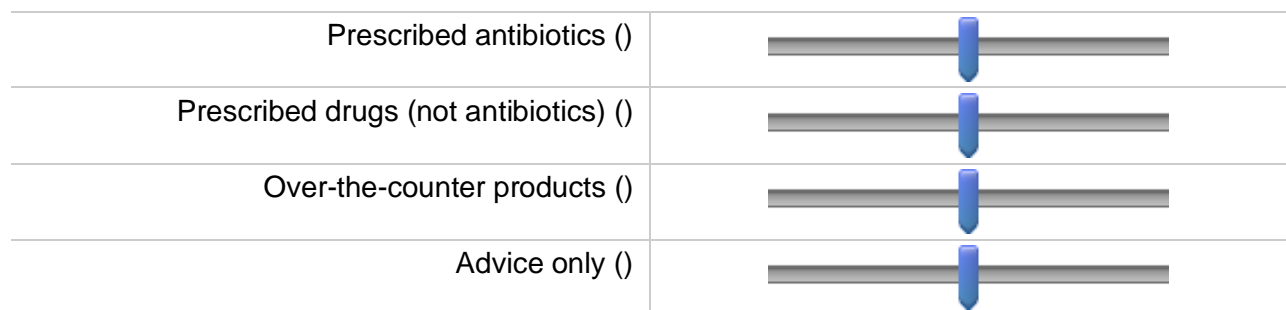 Prescribed antibiotics ()
Prescribed drugs (not antibiotics) ()
Over-the-counter products ()
Advice only ()